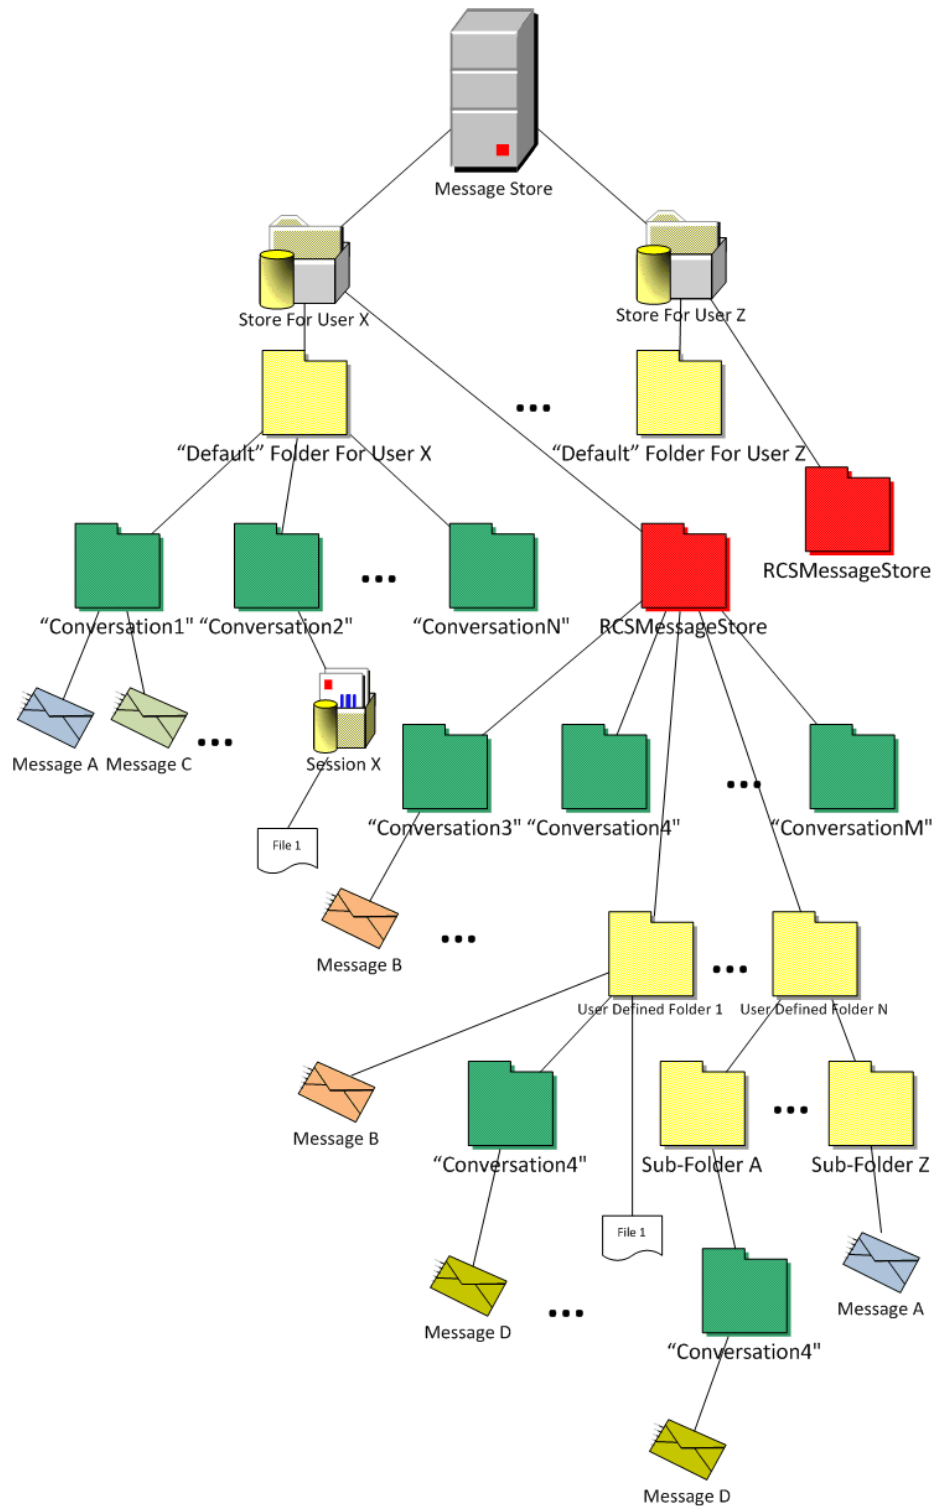 Message Store
Store For User X
Store For User Z
“Default” Folder For User X
“Default” Folder For User Z
RCSMessageStore
“Conversation1"
“Conversation2"
“ConversationN"
RCSMessageStore
Message A
Message C
Session X
“Conversation3"
“Conversation4"
“ConversationM"
File 1
Message B
User Defined Folder 1
User Defined Folder N
Message B
“Conversation4"
Sub-Folder A
Sub-Folder Z
File 1
Message D
Message A
“Conversation4"
Message D